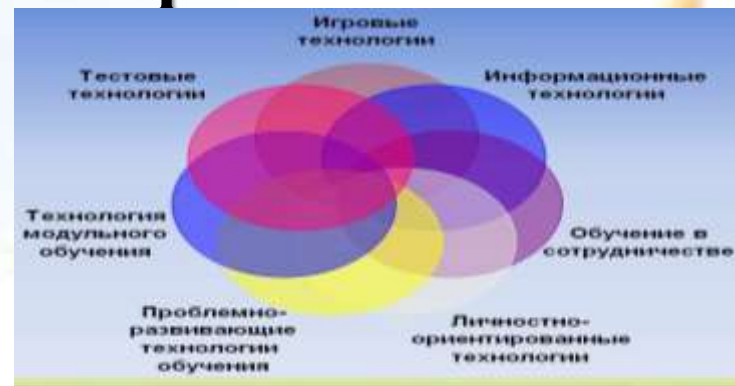 Игровые
технологии
Информационные
технологии
Обучение в
сотрудничестве
Личностно-
ориентированные
технологии
Проблемно-
развивающие
технологии
обучения
Технология
модульного
обучения
Тестовые
технологии